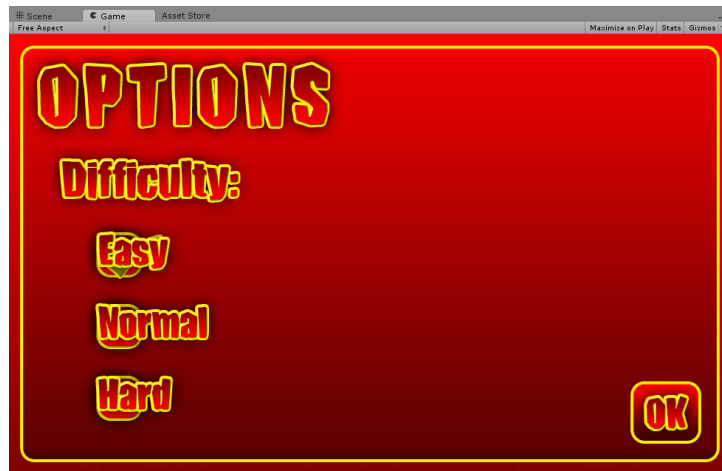 Scene Game Asset Store
Free Aspect Maximize on Play Stats Gizmos
OPTIONS
Difficulty:
Easy
Normal
Hard
OK